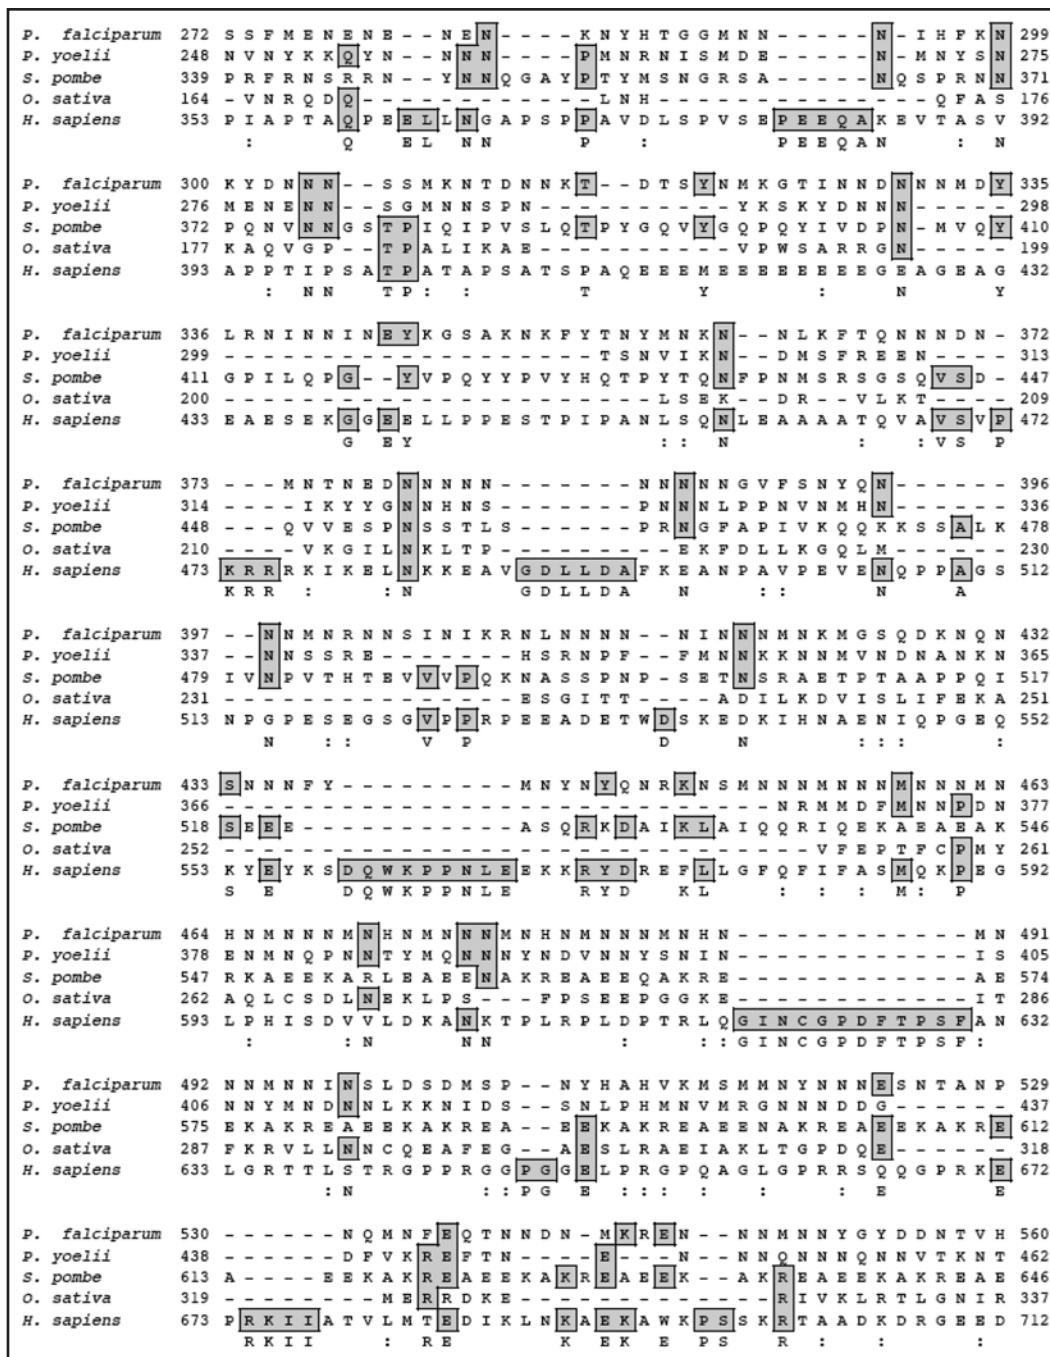 P. falciparum 272 S S F M E N E N E - - N E N - - - - K N Y H T G G M N N - - - - - N - I H F K N 299
P. yoelii 248 N V N Y K K Q Y N - - N N N - - - - P M N R N I S M D E - - - - - N - M N Y S N 275
S. pombe 339 P R F R N S R R N - Y N N Q G A Y P T Y M S N G R S A - - - - N Q S P R N N 371
O. sativa 164 - V N R Q D Q - - - - - - - - - - - - L N H - - - - - - - - - - - - - - Q F A S 176
H. sapiens 353 P I A P T A Q P E E L L N G A P S P P A V D L S P V S E P E E Q A K E V T A S V 392
: Q E L N N P : P E E Q A N : N
P. falciparum 300 K Y D N N N - - S S M K N T D N N K T - - D T S Y N M K G T I N N D N N N M D Y 335
P. yoelii 276 M E N E N N - - S G M N N S P N - - - - - - - - - - Y K S K Y D N N N - - - - - 298
S. pombe 372 P Q N V N N G S T P I Q I P V S L Q T P Y G Q V Y G Q P Q Y I V D P N - M V Q Y 410
O. sativa 177 K A Q V G P - - T P A L I K A E - - - - - - - - - - V P W S A R R G N - - - - - 199
H. sapiens 393 A P P T I P S A T P A T A P S A T S P A Q E E E M E E E E E E E E G E A G E A G 432
: N N T P : : T Y : N Y
P. falciparum 336 L R N I N N I N E Y K G S A K N K F Y T N Y M N K N - - N L K F T Q N N N D N - 372
P. yoelii 299 - - - - - - - - - - - - - - - - - - - T S N V I K N - - D M S F R E E N - - - - 313
S. pombe 411 G P I L Q P G - - Y V P Q Y Y P V Y H Q T P Y T Q N F P N M S R S G S Q V S D - 447
O. sativa 200 - - - - - - - - - - - - - - - - - - - - - - L S E K - - D R - - V L K T - - - - 209
H. sapiens 433 E A E S E K G G E E L L P P E S T P I P A N L S Q N L E A A A A T Q V A V S V P 472
G E Y : : N : : V S P
P. falciparum 373 - - - M N T N E D N N N N N - - - - - - - N N N N N G V F S N Y Q N - - - - - - 396
P. yoelii 314 - - - I K Y Y G N N H N S - - - - - - - - P N N N N L P P N V N M H N - - - - - - 336
S. pombe 448 - - - Q V V E S P N S S T L S - - - - - - P R N G F A P I V K Q Q K K S S A L K 478
O. sativa 210 - - - - V K G I L N K L T P - - - - - - - - - E K F D L L K G Q L M - - - - - - 230
H. sapiens 473 K R R R K I K E L N K K E A V G D L L D A F K E A N P A V P E V E N Q P P A G S 512
K R R : : N G D L L D A N : : N A
P. falciparum 397 - - N N M N R N N S I N I K R N L N N N N - - N I N N N M N K M G S Q D K N Q N 432
P. yoelii 337 - - N N S S R E - - - - - - - H S R N P F - - F M N N K K N N M V N D N A N K N 365
S. pombe 479 I V N P V T H T E V V V P Q K N A S S P N P - S E T N S R A E T P T A A P P Q I 517
O. sativa 231 - - - - - - - - - - - - - - - E S G I T T - - - A D I L K D V I S L I F E K A 251
H. sapiens 513 N P G P E S E G S G V P P R P E E A D E T W D S K E D K I H N A E N I Q P G E Q 552
N : : V P D N : : : :
P. falciparum 433 S N N N F Y - - - - - - - - - M N Y N Y Q N R K N S M N N N M N N N M N N N M N 463
P. yoelii 366 - - - - - - - - - - - - - - - - - - - - - - - - - - - - N R M M D F M N N P D N 377
S. pombe 518 S E E E - - - - - - - - - - - A S Q R K D A I K L A I Q Q R I Q E K A E A E A K 546
O. sativa 252 - - - - - - - - - - - - - - - - - - - - - - - - - - - - - - V F E P T F C P M Y 261
H. sapiens 553 K Y E Y K S D Q W K P P N L E E K K R Y D R E F L L G F Q F I F A S M Q K P E G 592
S E D Q W K P P N L E R Y D K L : : : M : P
P. falciparum 464 H N M N N N M N H N M N N N M N H N M N N N M N H N - - - - - - - - - - - - M N 491
P. yoelii 378 E N M N Q P N N T Y M Q N N N Y N D V N N Y S N I N - - - - - - - - - - - - I S 405
S. pombe 547 R K A E E K A R L E A E E N A K R E A E E Q A K R E - - - - - - - - - - - - A E 574
O. sativa 262 A Q L C S D L N E K L P S - - - F P S E E P G G K E - - - - - - - - - - - - I T 286
H. sapiens 593 L P H I S D V V L D K A N K T P L R P L D P T R L Q G I N C G P D F T P S F A N 632
: : N N N : : : G I N C G P D F T P S F :
P. falciparum 492 N N M N N I N S L D S D M S P - - N Y H A H V K M S M M N Y N N N E S N T A N P 529
P. yoelii 406 N N Y M N D N N L K K N I D S - - S N L P H M N V M R G N N N D D G - - - - - - 437
S. pombe 575 E K A K R E A E E K A K R E A - E E K A K R E A E E N A K R E A E E K A K R E 612
O. sativa 287 F K R V L L N N C Q E A F E G - - A E S L R A E I A K L T G P D Q E - - - - - - 318
H. sapiens 633 L G R T T L S T R G P P R G G P G G E L P R G P Q A G L G P R R S Q Q G P R K E 672
: N : : P G E : : : : : : E E
P. falciparum 530 - - - - - - N Q M N F E Q T N N D N - M K R E N - - N N M N N Y G Y D D N T V H 560
P. yoelii 438 - - - - - - D F V K R E F T N - - - - E - - N - - N N Q N N N Q N N V T K N T 462
S. pombe 613 A - - - - E E K A K R E A E E K A K R E A E E K - - A K R E A E E K A K R E A E 646
O. sativa 319 - - - - - - - - M E R R D K E - - - - - - - - - - - - - R I V K L R T L G N I R 337
H. sapiens 673 P R K I I A T V L M T E D I K L N K A E K A W K P S S K R T A A D K D R G E E D 712
R K I I : R E K E K E P S R : : :